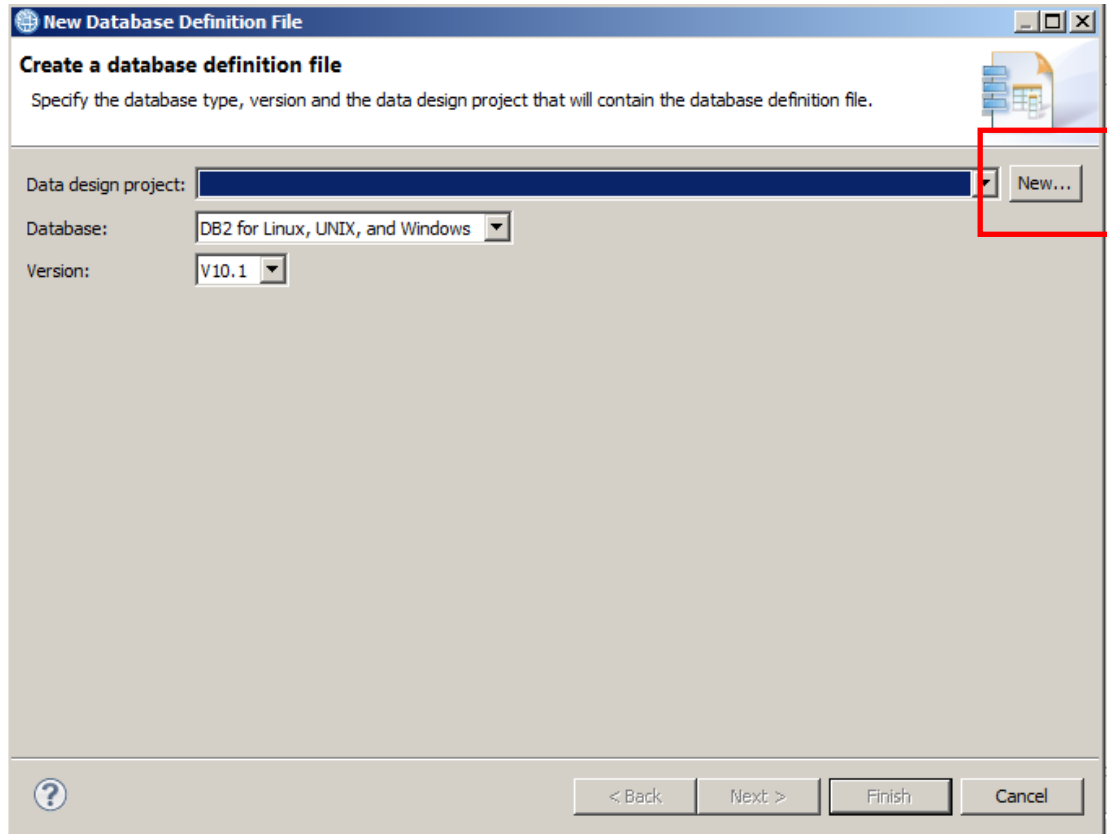 New Database Definition File
Create a database definition file
Specify the database type, version and the data design project that will contain the database definition file.
Data design project:
New...
Database:
DB2 for Linux, UNIX, and Windows
Version:
V10.1
?
< Back
Next >
Finish
Cancel